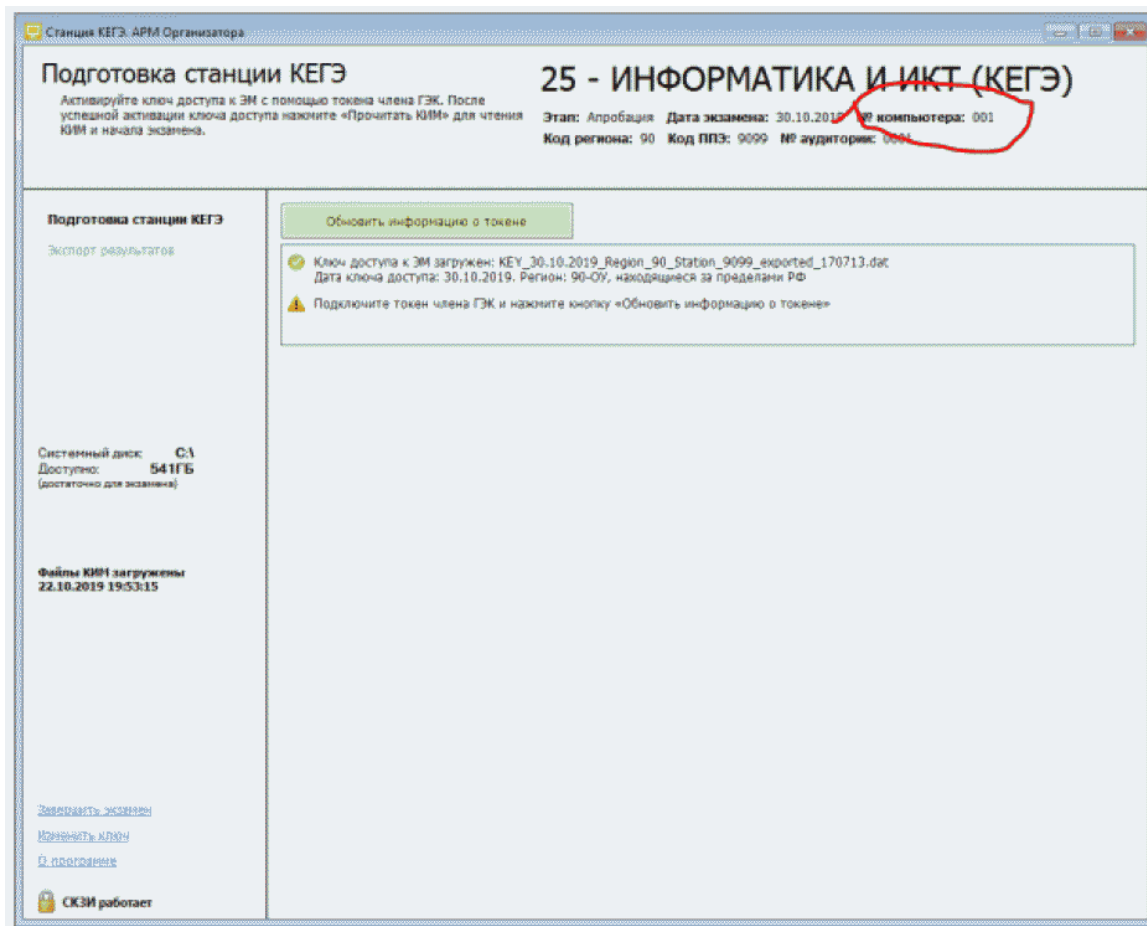 Станция КЕГЭ. АРМ Организатора
Подготовка станции КЕГЭ
Активируйте ключ доступа к ЭМ с помощью токена члена ГЭК. После
успешной активации ключа доступа нажмите «Прочитать КИМ» для чтения
КИМ и начала экзамена.
25 - ИНФОРМАТИКА И ИКТ (КЕГЭ)
Этап: Апробация Дата экзамена: 30.10.2019 № компьютера: 001
Код региона: 90 Код ППЭ: 9099 № аудитории: 0001
Подготовка станции КЕГЭ
Экспорт результатов
Обновить информацию о токене
Ключ доступа к ЭМ загружен: KEY_30.10.2019_Region_90_Station_9099_exported_170713.dat
Дата ключа доступа: 30.10.2019. Регион: 90-ОУ, находящиеся за пределами РФ
Подключите токен члена ГЭК и нажмите кнопку «Обновить информацию о токене»
Системный диск: C:\
Доступно: 541ГБ
(достаточно для экзамена)
Файлы КИМ загружены
22.10.2019 19:53:15
Завершить экзамен
Изменить ключ
О программе
СКЗИ работает